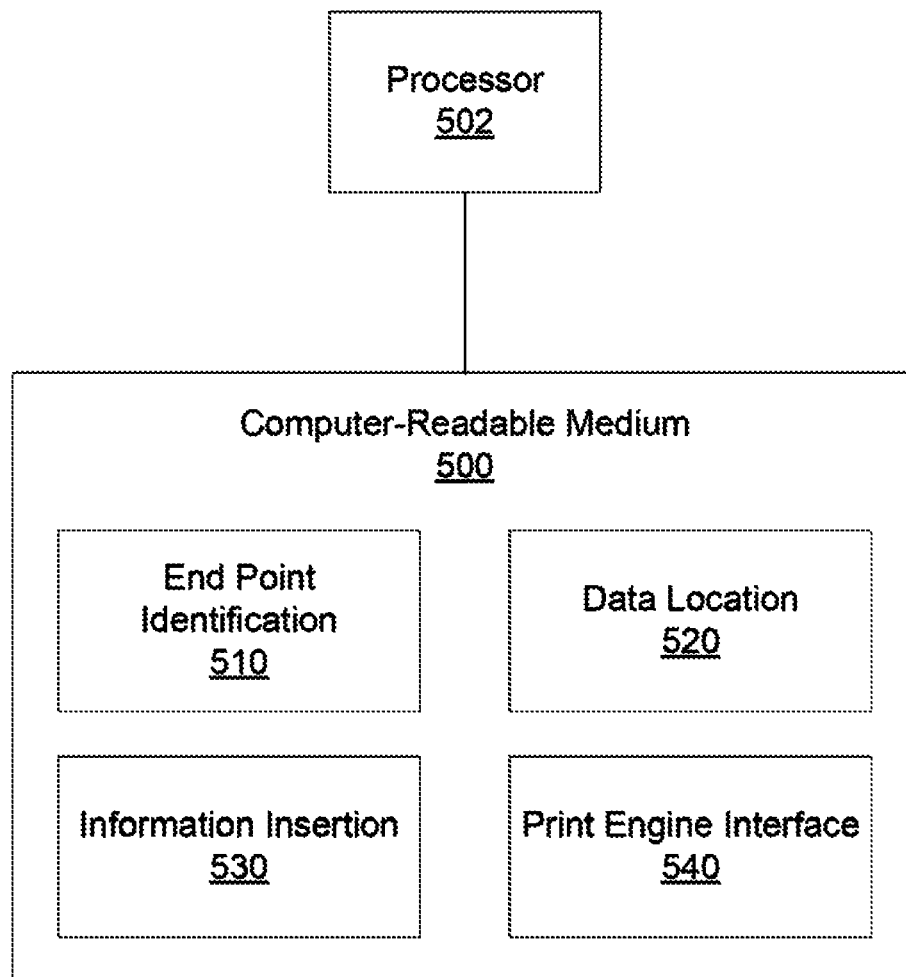 Processor
502
Computer-Readable Medium
500
End Point
Identification
510
Data Location
520
Information Insertion
530
Print Engine Interface
540